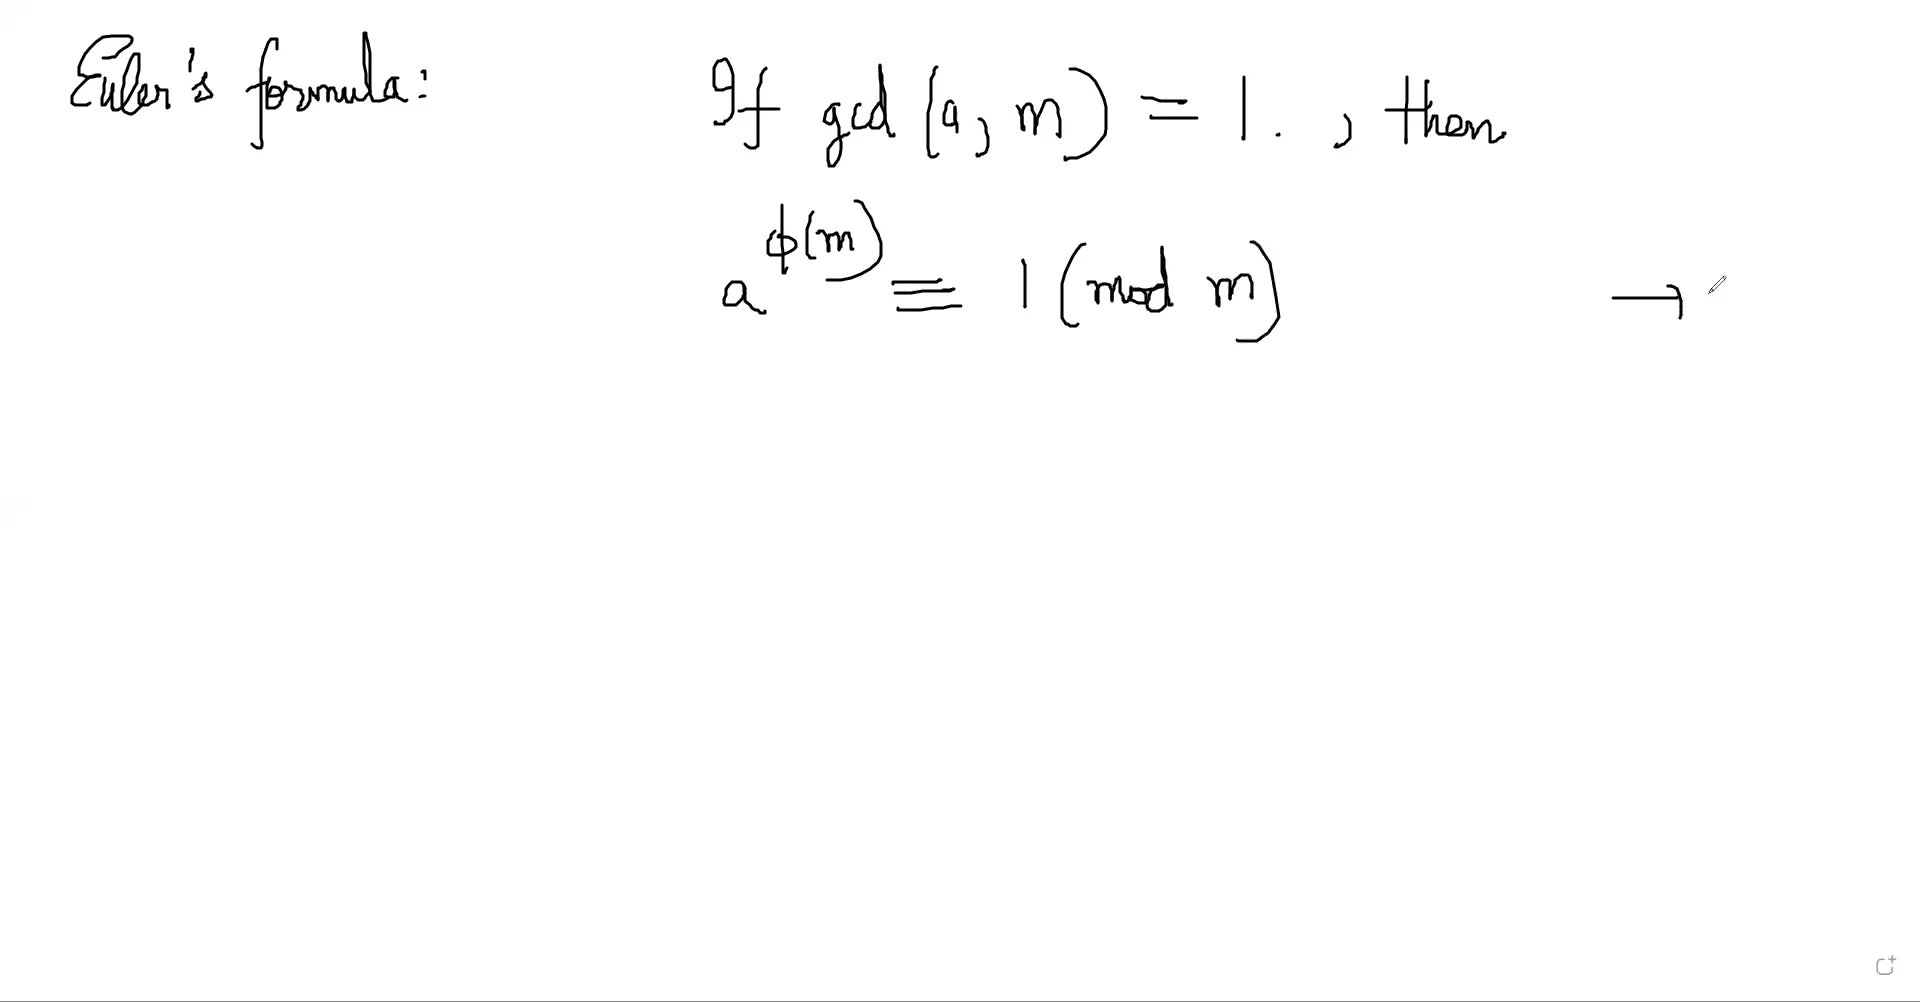 Euler's formula: If gcd (a, m) = 1. , then
a^ϕ(m) ≡ 1 (mod m) →